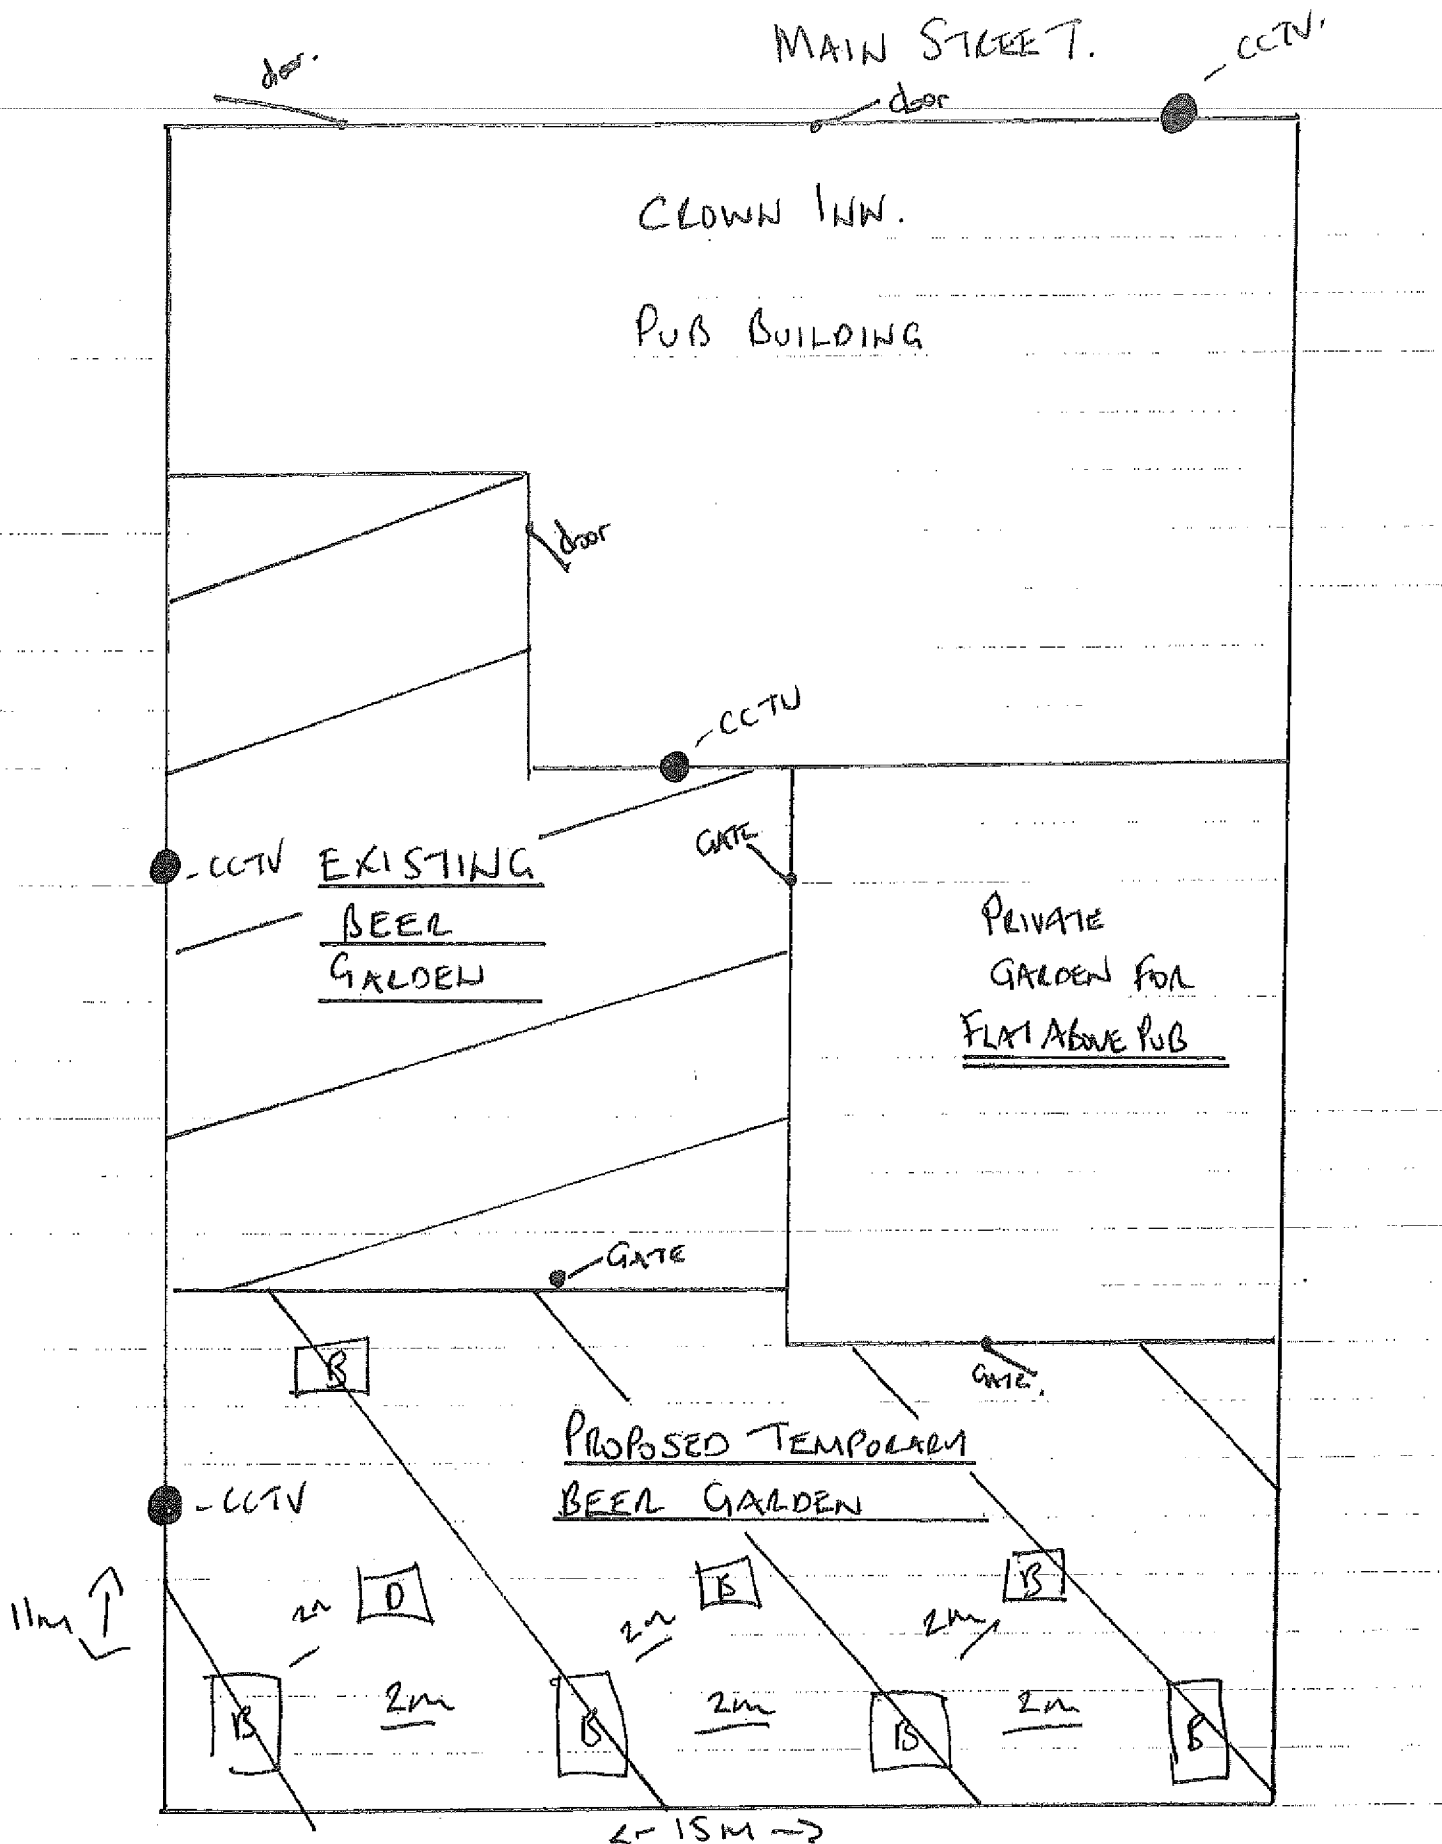 MAIN STREET.
door.
CCTV.
door
CROWN INN.
PUB BUILDING
door
CCTV
GATE
CCTV
EXISTING
BEER
GARDEN
PRIVATE
GARDEN FOR
FLAT ABOVE PUB
GATE
B
GATE.
PROPOSED TEMPORARY
BEER GARDEN
CCTV
11m
2m
D
2m
B
2m
B
B
2m
B
2m
B
2m
B
15m